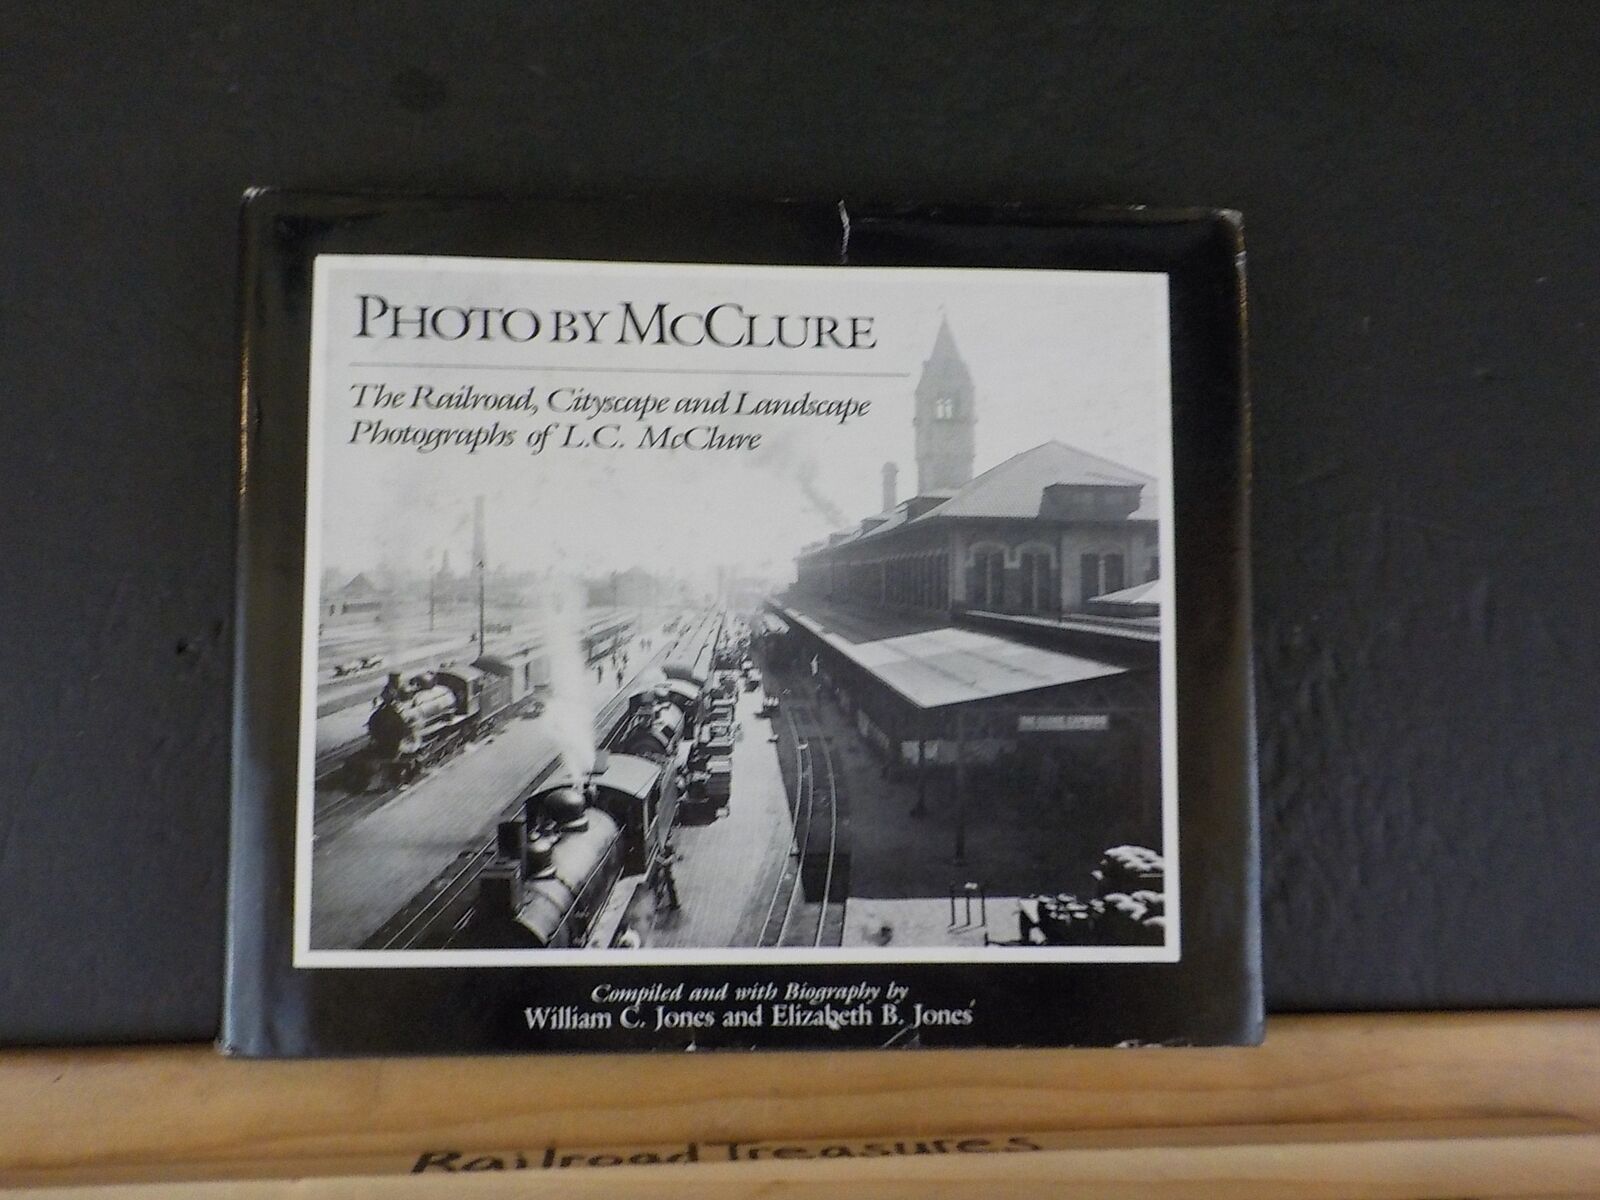 PHOTO BY MCCLURE
The Railroad, Cityscape and Landscape
Photographs of L.C. McClure
Compiled and with Biography by
William C. Jones and Elizabeth B. Jones
Railroad Treasures